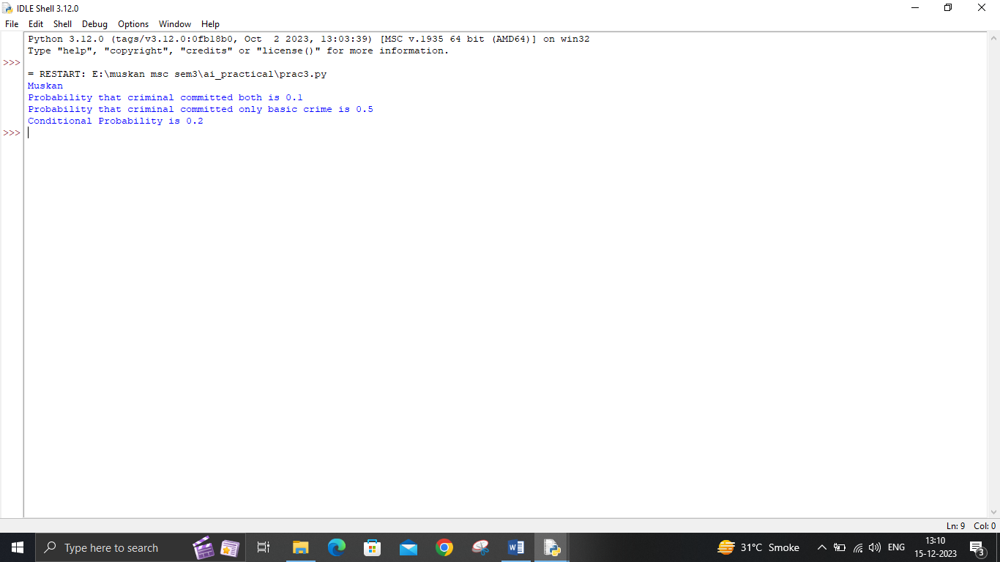 IDLE Shell 3.12.0
File Edit Shell Debug Options Window Help
Python 3.12.0 (tags/v3.12.0:0fb18b0, Oct  2 2023, 13:03:39) [MSC v.1935 64 bit (AMD64)] on win32
Type "help", "copyright", "credits" or "license()" for more information.
>>>
= RESTART: E:\muskan msc sem3\ai_practical\prac3.py
Muskan
Probability that criminal committed both is 0.1
Probability that criminal committed only basic crime is 0.5
Conditional Probability is 0.2
>>>
Ln: 9 Col: 0
Type here to search
W
31°C Smoke
ENG
13:10
15-12-2023
3